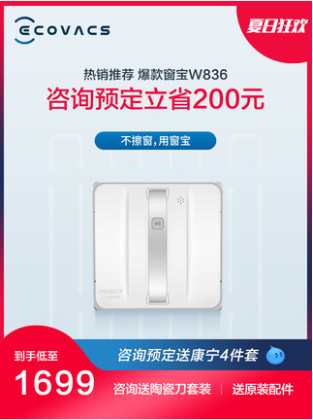 ECOVACS
夏日狂欢
热销推荐 爆款窗宝W836
咨询预定立省200元
不擦窗,用窗宝
到手低至
1699
咨询预定送康宁4件套
咨询送陶瓷刀套装 送原装配件